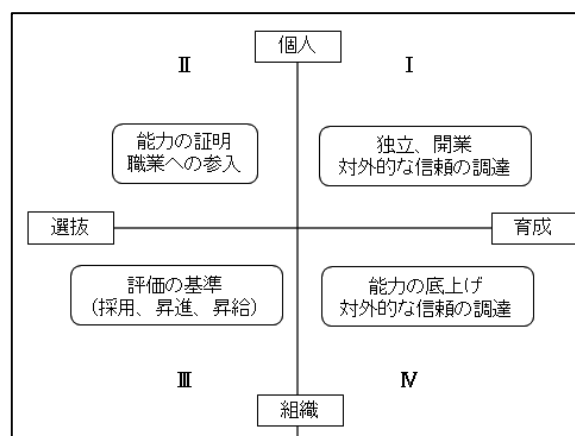 個人
Ⅱ
Ⅰ
能力の証明
職業への参入
独立、開業
対外的な信頼の調達
選抜
育成
評価の基準
(採用、昇進、昇給)
能力の底上げ
対外的な信頼の調達
Ⅲ
Ⅳ
組織